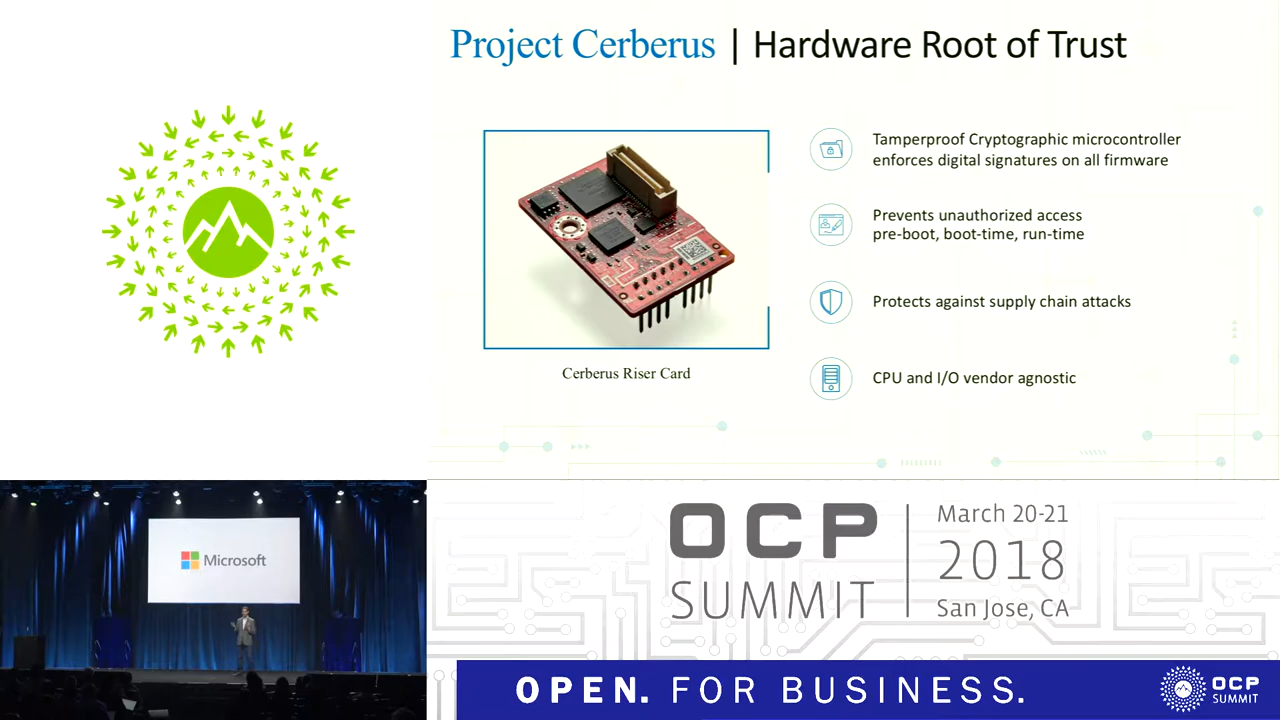 Project Cerberus | Hardware Root of Trust
Tamperproof Cryptographic microcontroller
enforces digital signatures on all firmware
Prevents unauthorized access
pre-boot, boot-time, run-time
Protects against supply chain attacks
CPU and I/O vendor agnostic
Cerberus Riser Card
Microsoft
OCP
SUMMIT
March 20-21
2018
San Jose, CA
OPEN. FOR BUSINESS.
OCP
SUMMIT